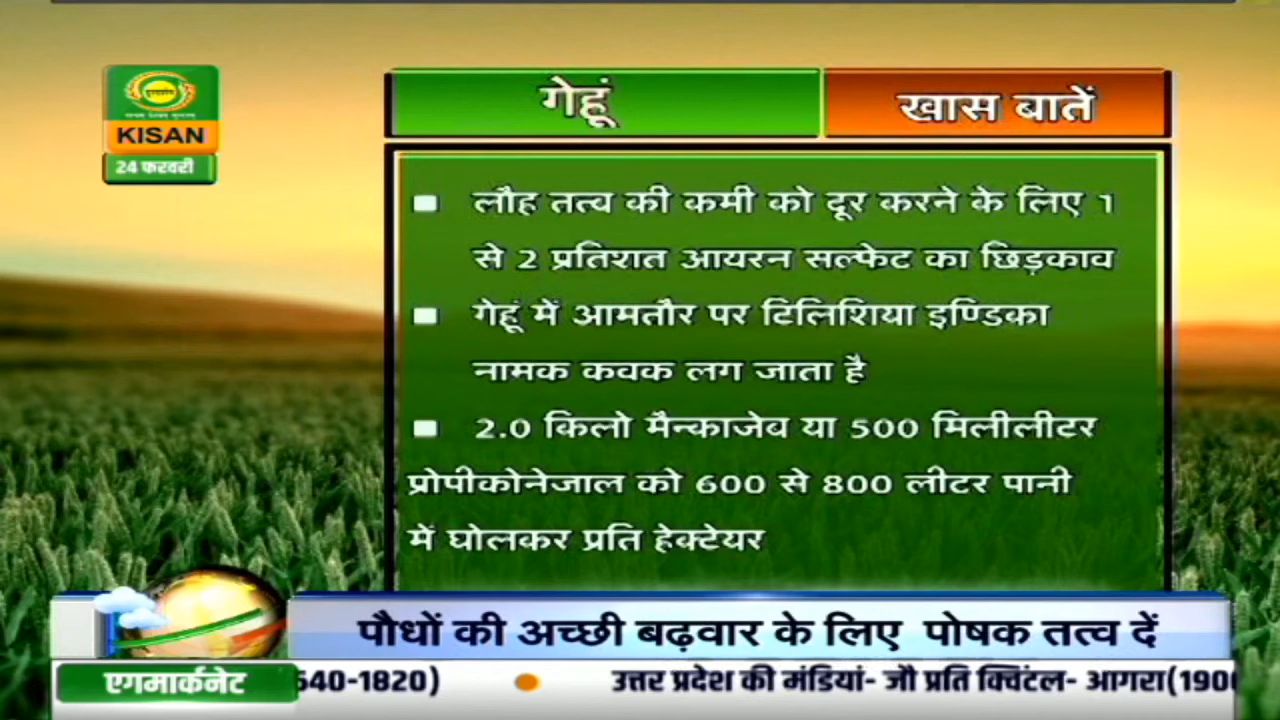 KISAN
24 फरवरी
गेहूं
खास बातें
लौह तत्व की कमी को दूर करने के लिए 1
से 2 प्रतिशत आयरन सल्फेट का छिड़काव
गेहूं में आमतौर पर टिलिशिया इण्डिका
नामक कवक लग जाता है
2.0 किलो मैन्काजेब या 500 मिलीलीटर
प्रोपीकोनेजाल को 600 से 800 लीटर पानी
में घोलकर प्रति हेक्टेयर
पौधों की अच्छी बढ़वार के लिए पोषक तत्व दें
एगमार्कनेट
640-1820) उत्तर प्रदेश की मंडियां- जौ प्रति क्विंटल- आगरा(190